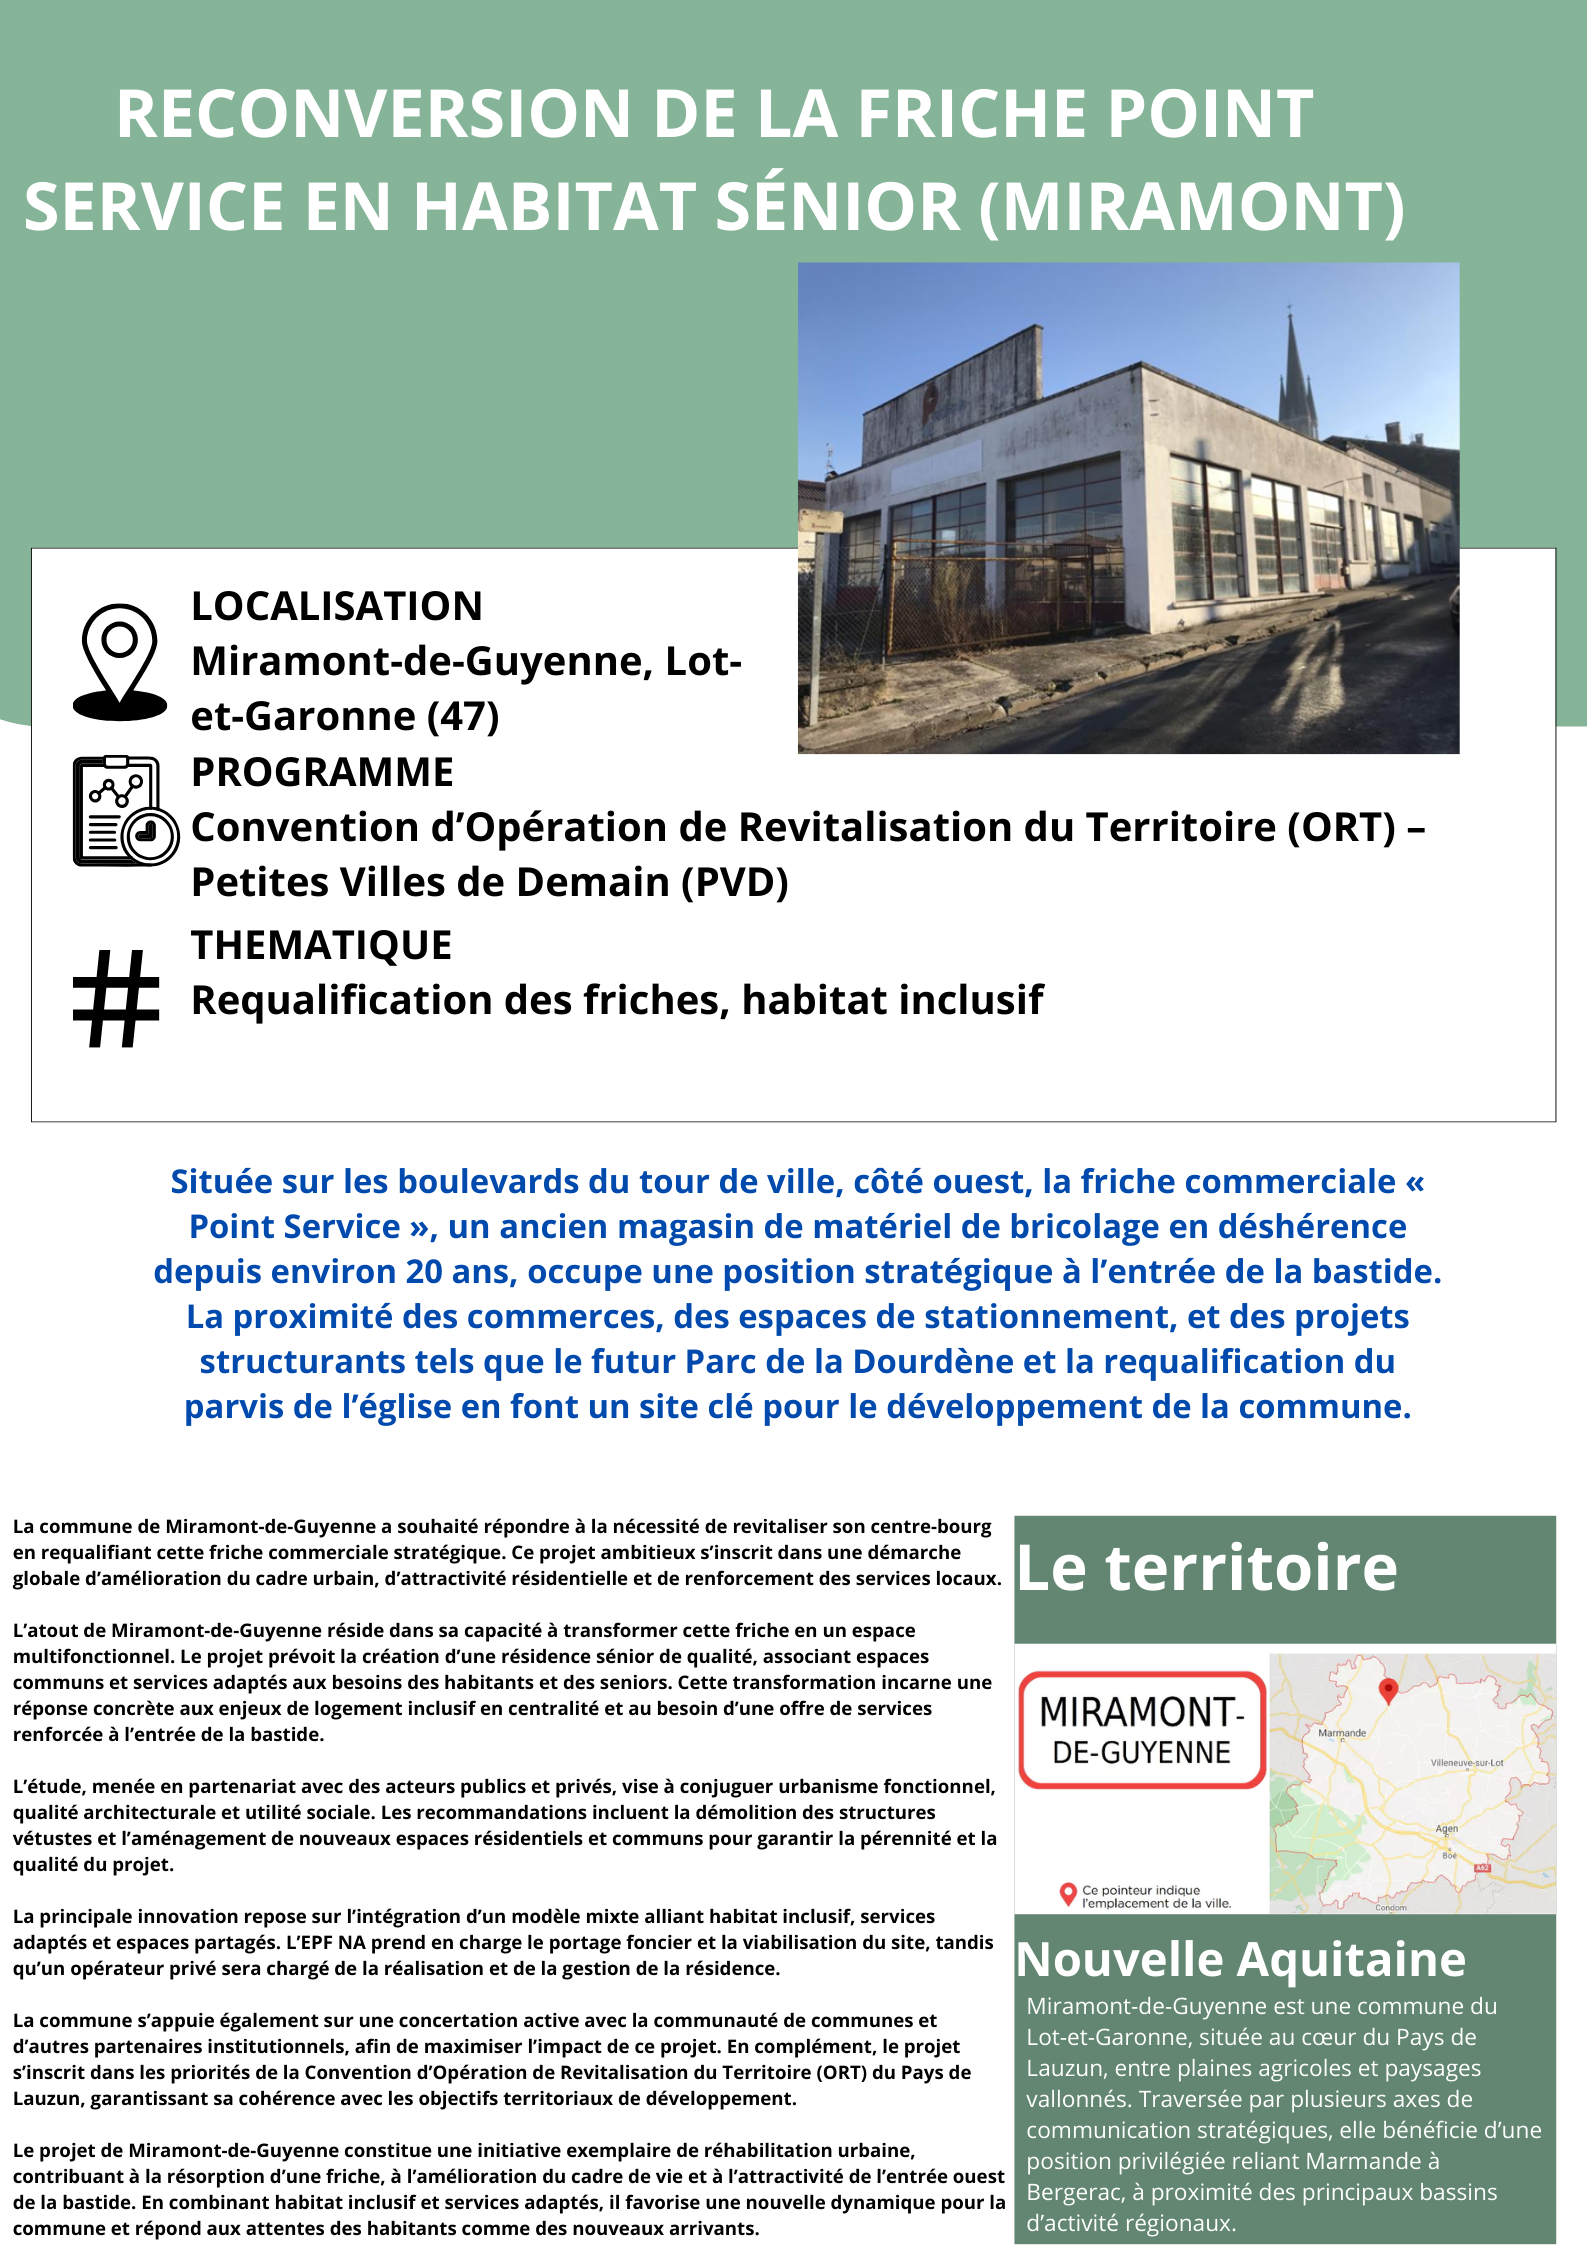 RECONVERSION DE LA FRICHE POINT
SERVICE EN HABITAT SÉNIOR (MIRAMONT)
LOCALISATION
Miramont-de-Guyenne, Lot-
et-Garonne (47)
PROGRAMME
Convention d’Opération de Revitalisation du Territoire (ORT) –
Petites Villes de Demain (PVD)
THEMATIQUE
Requalification des friches, habitat inclusif
Située sur les boulevards du tour de ville, côté ouest, la friche commerciale «
Point Service », un ancien magasin de matériel de bricolage en déshérence
depuis environ 20 ans, occupe une position stratégique à l’entrée de la bastide.
La proximité des commerces, des espaces de stationnement, et des projets
structurants tels que le futur Parc de la Dourdène et la requalification du
parvis de l’église en font un site clé pour le développement de la commune.
La commune de Miramont-de-Guyenne a souhaité répondre à la nécessité de revitaliser son centre-bourg
en requalifiant cette friche commerciale stratégique. Ce projet ambitieux s’inscrit dans une démarche
globale d’amélioration du cadre urbain, d’attractivité résidentielle et de renforcement des services locaux.
L’atout de Miramont-de-Guyenne réside dans sa capacité à transformer cette friche en un espace
multifonctionnel. Le projet prévoit la création d’une résidence sénior de qualité, associant espaces
communs et services adaptés aux besoins des habitants et des seniors. Cette transformation incarne une
réponse concrète aux enjeux de logement inclusif en centralité et au besoin d’une offre de services
renforcée à l’entrée de la bastide.
L’étude, menée en partenariat avec des acteurs publics et privés, vise à conjuguer urbanisme fonctionnel,
qualité architecturale et utilité sociale. Les recommandations incluent la démolition des structures
vétustes et l’aménagement de nouveaux espaces résidentiels et communs pour garantir la pérennité et la
qualité du projet.
La principale innovation repose sur l’intégration d’un modèle mixte alliant habitat inclusif, services
adaptés et espaces partagés. L’EPF NA prend en charge le portage foncier et la viabilisation du site, tandis
qu’un opérateur privé sera chargé de la réalisation et de la gestion de la résidence.
La commune s’appuie également sur une concertation active avec la communauté de communes et
d’autres partenaires institutionnels, afin de maximiser l’impact de ce projet. En complément, le projet
s’inscrit dans les priorités de la Convention d’Opération de Revitalisation du Territoire (ORT) du Pays de
Lauzun, garantissant sa cohérence avec les objectifs territoriaux de développement.
Le projet de Miramont-de-Guyenne constitue une initiative exemplaire de réhabilitation urbaine,
contribuant à la résorption d’une friche, à l’amélioration du cadre de vie et à l’attractivité de l’entrée ouest
de la bastide. En combinant habitat inclusif et services adaptés, il favorise une nouvelle dynamique pour la
commune et répond aux attentes des habitants comme des nouveaux arrivants.
Le territoire
MIRAMONT-
DE-GUYENNE
Marmande
Villeneuve-sur-Lot
Agen
Boé
A62
Condom
Ce pointeur indique
l’emplacement de la ville.
Nouvelle Aquitaine
Miramont-de-Guyenne est une commune du
Lot-et-Garonne, située au cœur du Pays de
Lauzun, entre plaines agricoles et paysages
vallonnés. Traversée par plusieurs axes de
communication stratégiques, elle bénéficie d’une
position privilégiée reliant Marmande à
Bergerac, à proximité des principaux bassins
d’activité régionaux.